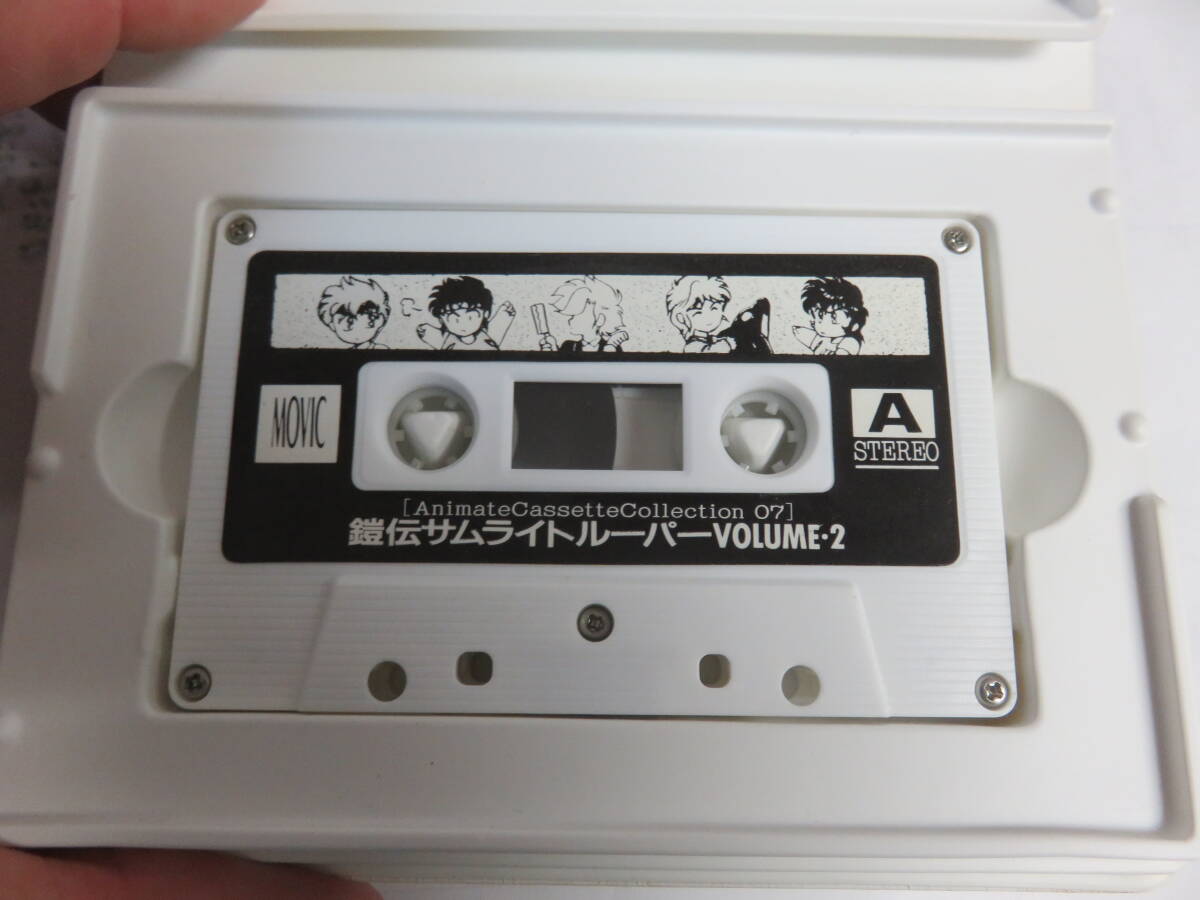 MOVIC
A
STEREO
[AnimateCassetteCollection 07]
鎧伝サムライトルーパーVOLUME・2